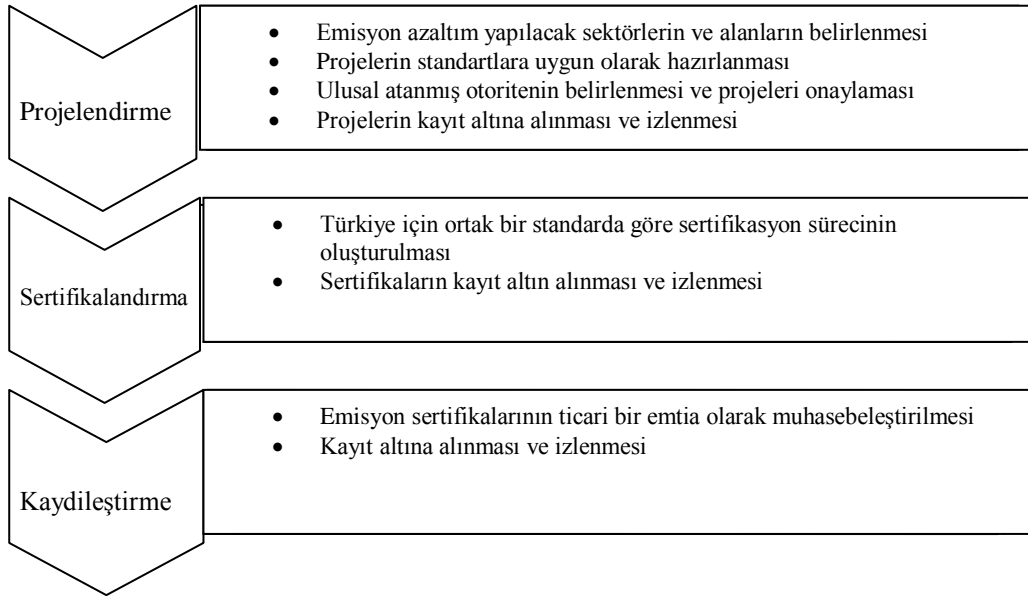 Projelendirme
• Emisyon azaltım yapılacak sektörlerin ve alanların belirlenmesi
• Projelerin standartlara uygun olarak hazırlanması
• Ulusal atanmış otoritenin belirlenmesi ve projeleri onaylaması
• Projelerin kayıt altına alınması ve izlenmesi
Sertifikalandırma
• Türkiye için ortak bir standarda göre sertifikasyon sürecinin
oluşturulması
• Sertifikaların kayıt altın alınması ve izlenmesi
Kaydileştirme
• Emisyon sertifikalarının ticari bir emtia olarak muhasebeleştirilmesi
• Kayıt altına alınması ve izlenmesi